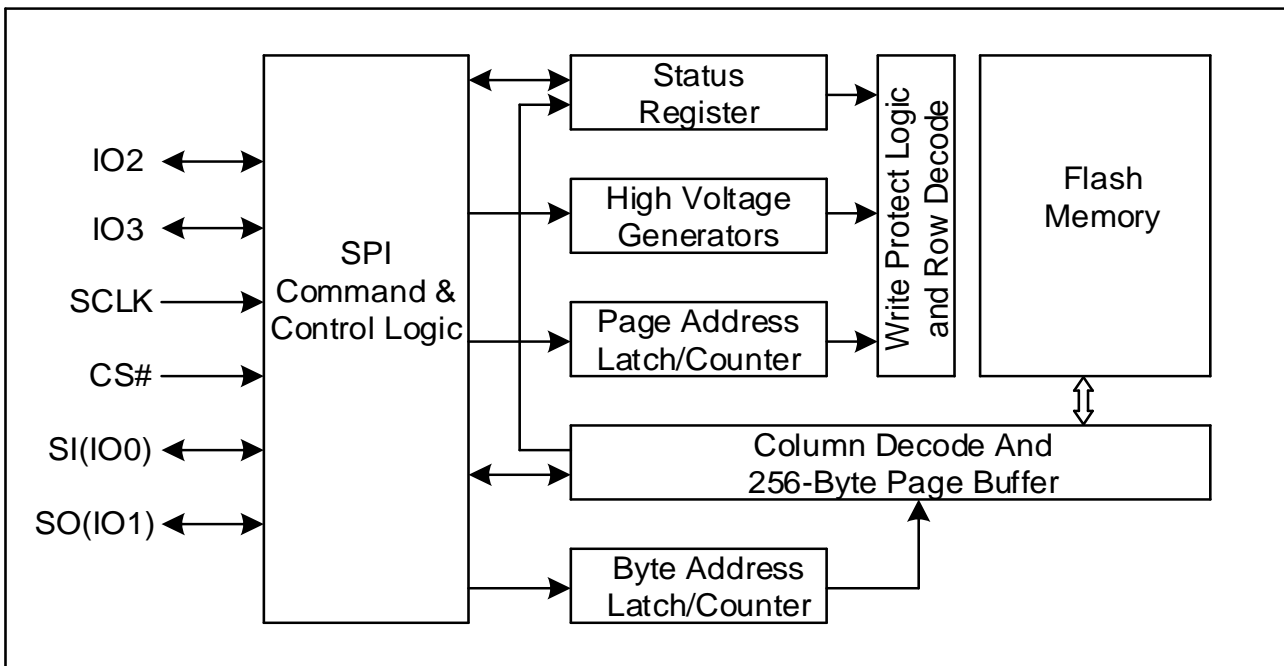 IO2
IO3
SCLK
CS#
SI(IO0)
SO(IO1)
SPI
Command &
Control Logic
Status
Register
High Voltage
Generators
Page Address
Latch/Counter
Write Protect Logic
and Row Decode
Flash
Memory
Column Decode And
256-Byte Page Buffer
Byte Address
Latch/Counter